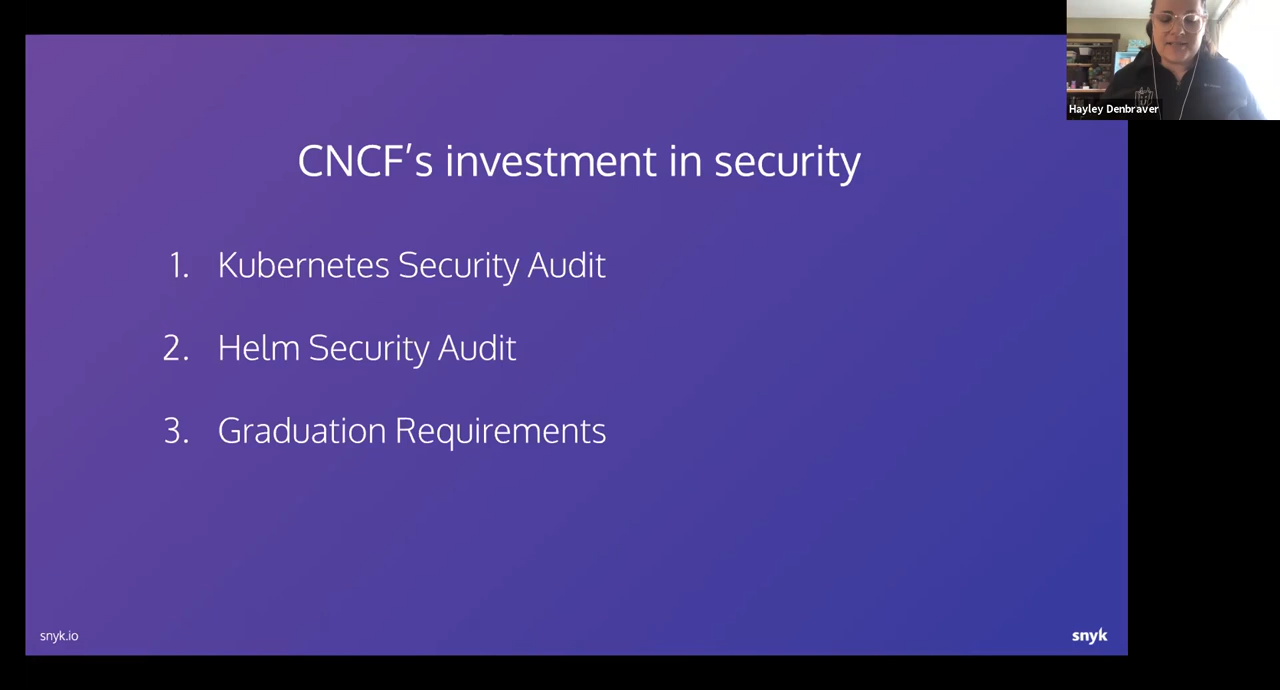 CNCF’s investment in security
1. Kubernetes Security Audit
2. Helm Security Audit
3. Graduation Requirements
snyk.io
snyk
Hayley Denbraver